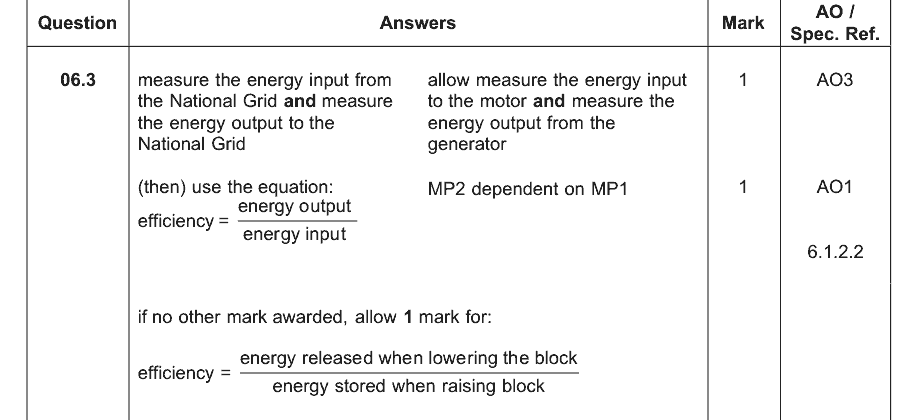 Question Answers Mark AO /
Spec. Ref.
06.3 measure the energy input from allow measure the energy input 1 AO3
the National Grid and measure to the motor and measure the
the energy output to the energy output from the
National Grid generator
(then) use the equation: MP2 dependent on MP1 1 AO1
efficiency = energy output
energy input
6.1.2.2
if no other mark awarded, allow 1 mark for:
efficiency = energy released when lowering the block
energy stored when raising block